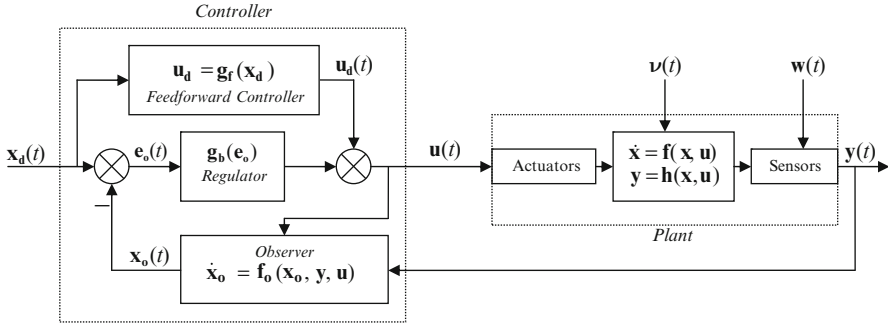 Controller
u_d = g_f(x_d)
Feedforward Controller
u_d(t)
ν(t)
w(t)
x_d(t)
e_o(t)
g_b(e_o)
Regulator
u(t)
Actuators
ẋ = f(x, u)
y = h(x, u)
Sensors
y(t)
−
Plant
x_o(t)
Observer
ẋ_o = f_o(x_o, y, u)